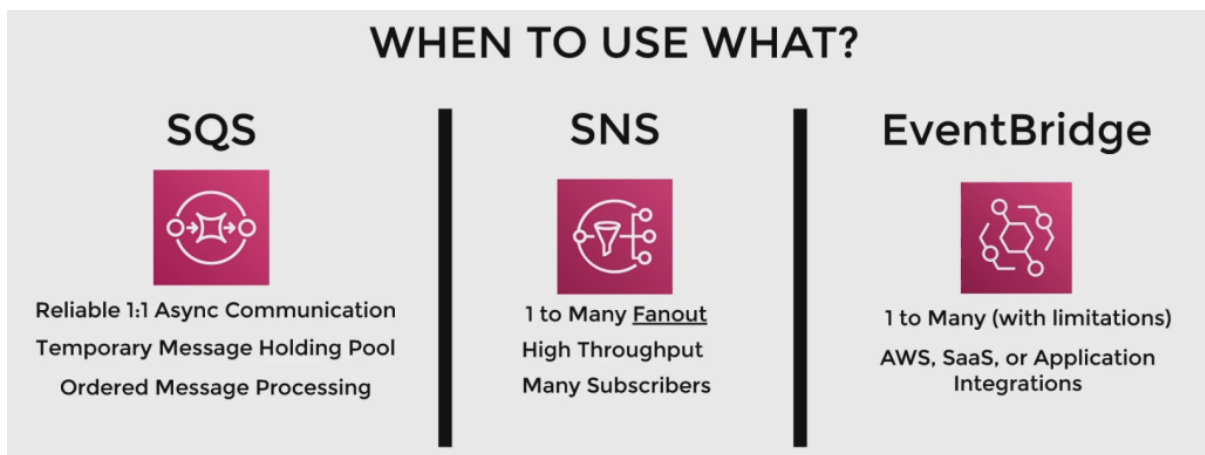 WHEN TO USE WHAT?
SQS
Reliable 1:1 Async Communication
Temporary Message Holding Pool
Ordered Message Processing
SNS
1 to Many Fanout
High Throughput
Many Subscribers
EventBridge
1 to Many (with limitations)
AWS, SaaS, or Application
Integrations